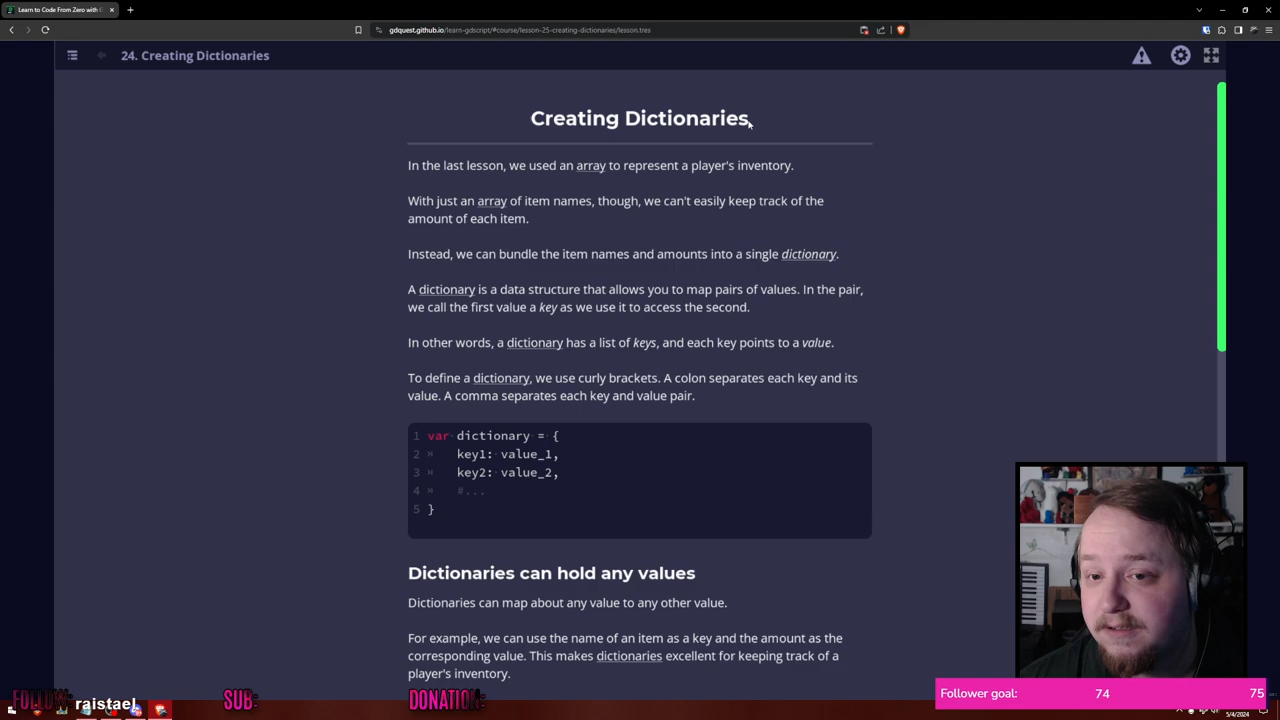 Learn to Code From Zero with G
gdquest.github.io/learn-gdscript/#course/lesson-25-creating-dictionaries/lesson.tres
24. Creating Dictionaries
Creating Dictionaries
In the last lesson, we used an array to represent a player's inventory.
With just an array of item names, though, we can't easily keep track of the
amount of each item.
Instead, we can bundle the item names and amounts into a single dictionary.
A dictionary is a data structure that allows you to map pairs of values. In the pair,
we call the first value a key as we use it to access the second.
In other words, a dictionary has a list of keys, and each key points to a value.
To define a dictionary, we use curly brackets. A colon separates each key and its
value. A comma separates each key and value pair.
1 var dictionary = {
2 key1: value_1,
3 key2: value_2,
4 #...
5 }
Dictionaries can hold any values
Dictionaries can map about any value to any other value.
For example, we can use the name of an item as a key and the amount as the
corresponding value. This makes dictionaries excellent for keeping track of a
player's inventory.
FOLLOW: raistael SUB: DONATION:
Follower goal: 74 75
5/4/2024